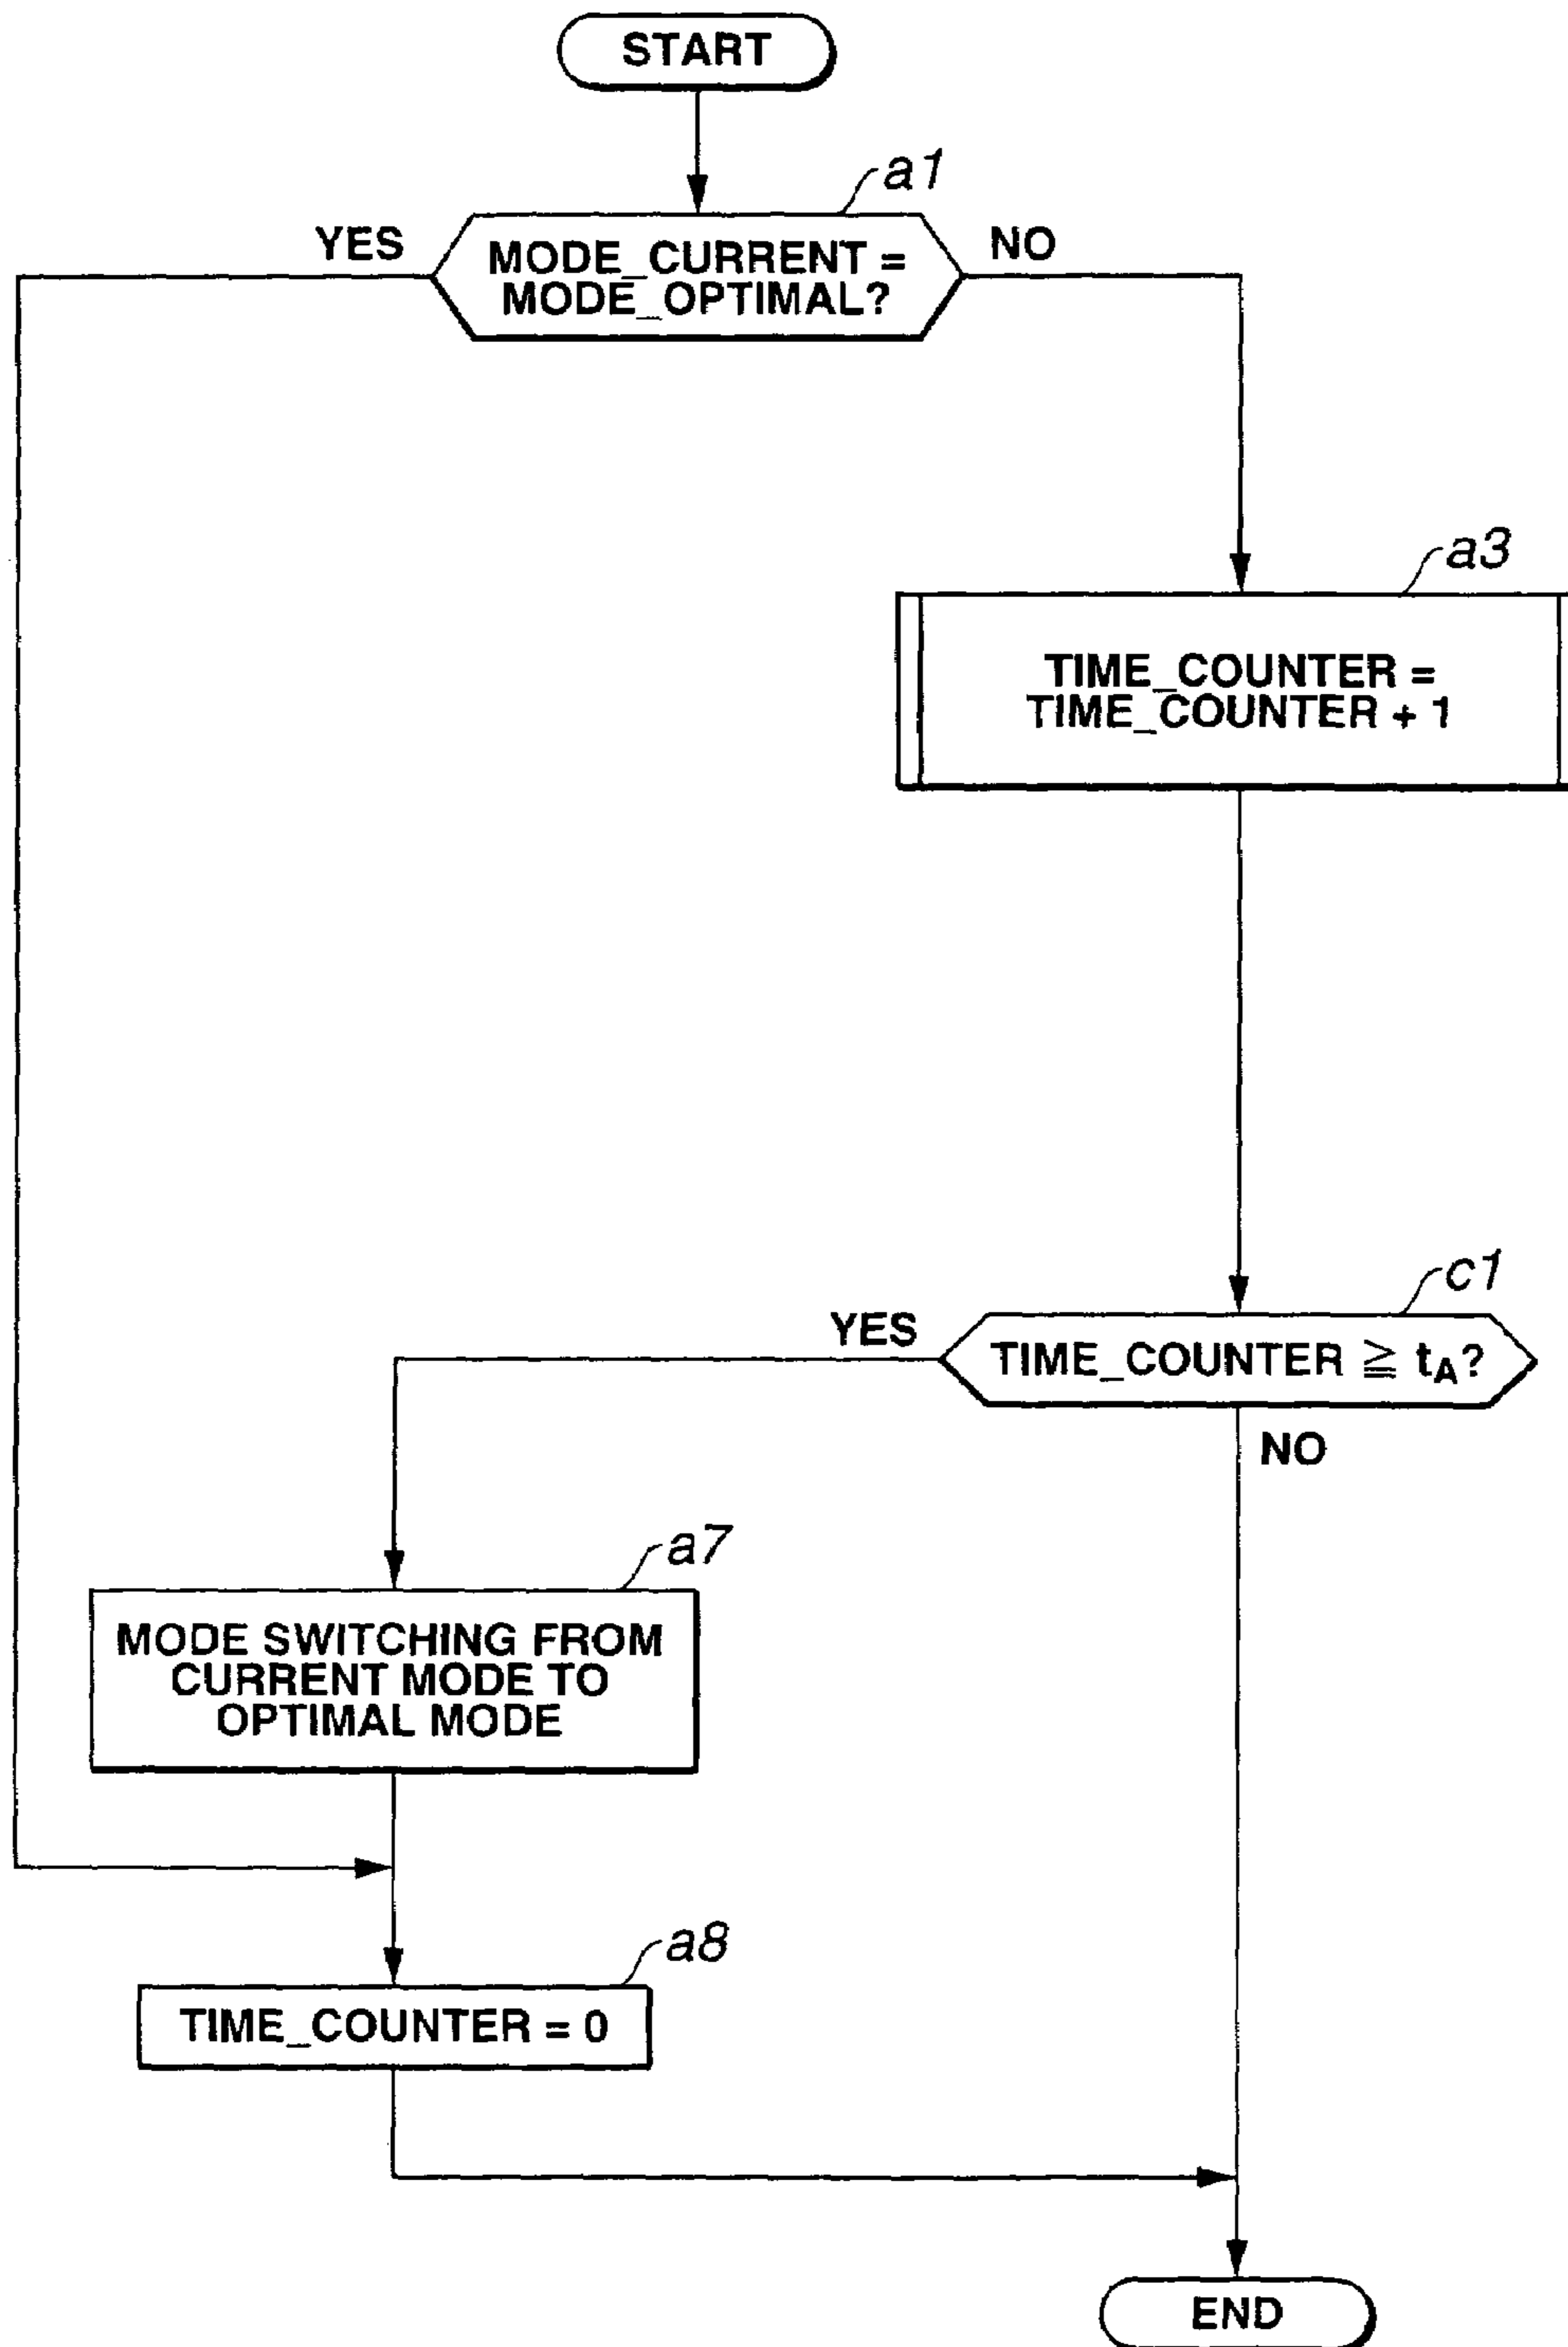 START
a1
YES
NO
MODE_CURRENT =
MODE_OPTIMAL?
a3
TIME_COUNTER =
TIME_COUNTER + 1
c1
YES
TIME_COUNTER ≧ tA?
NO
a7
MODE SWITCHING FROM
CURRENT MODE TO
OPTIMAL MODE
a8
TIME_COUNTER = 0
END